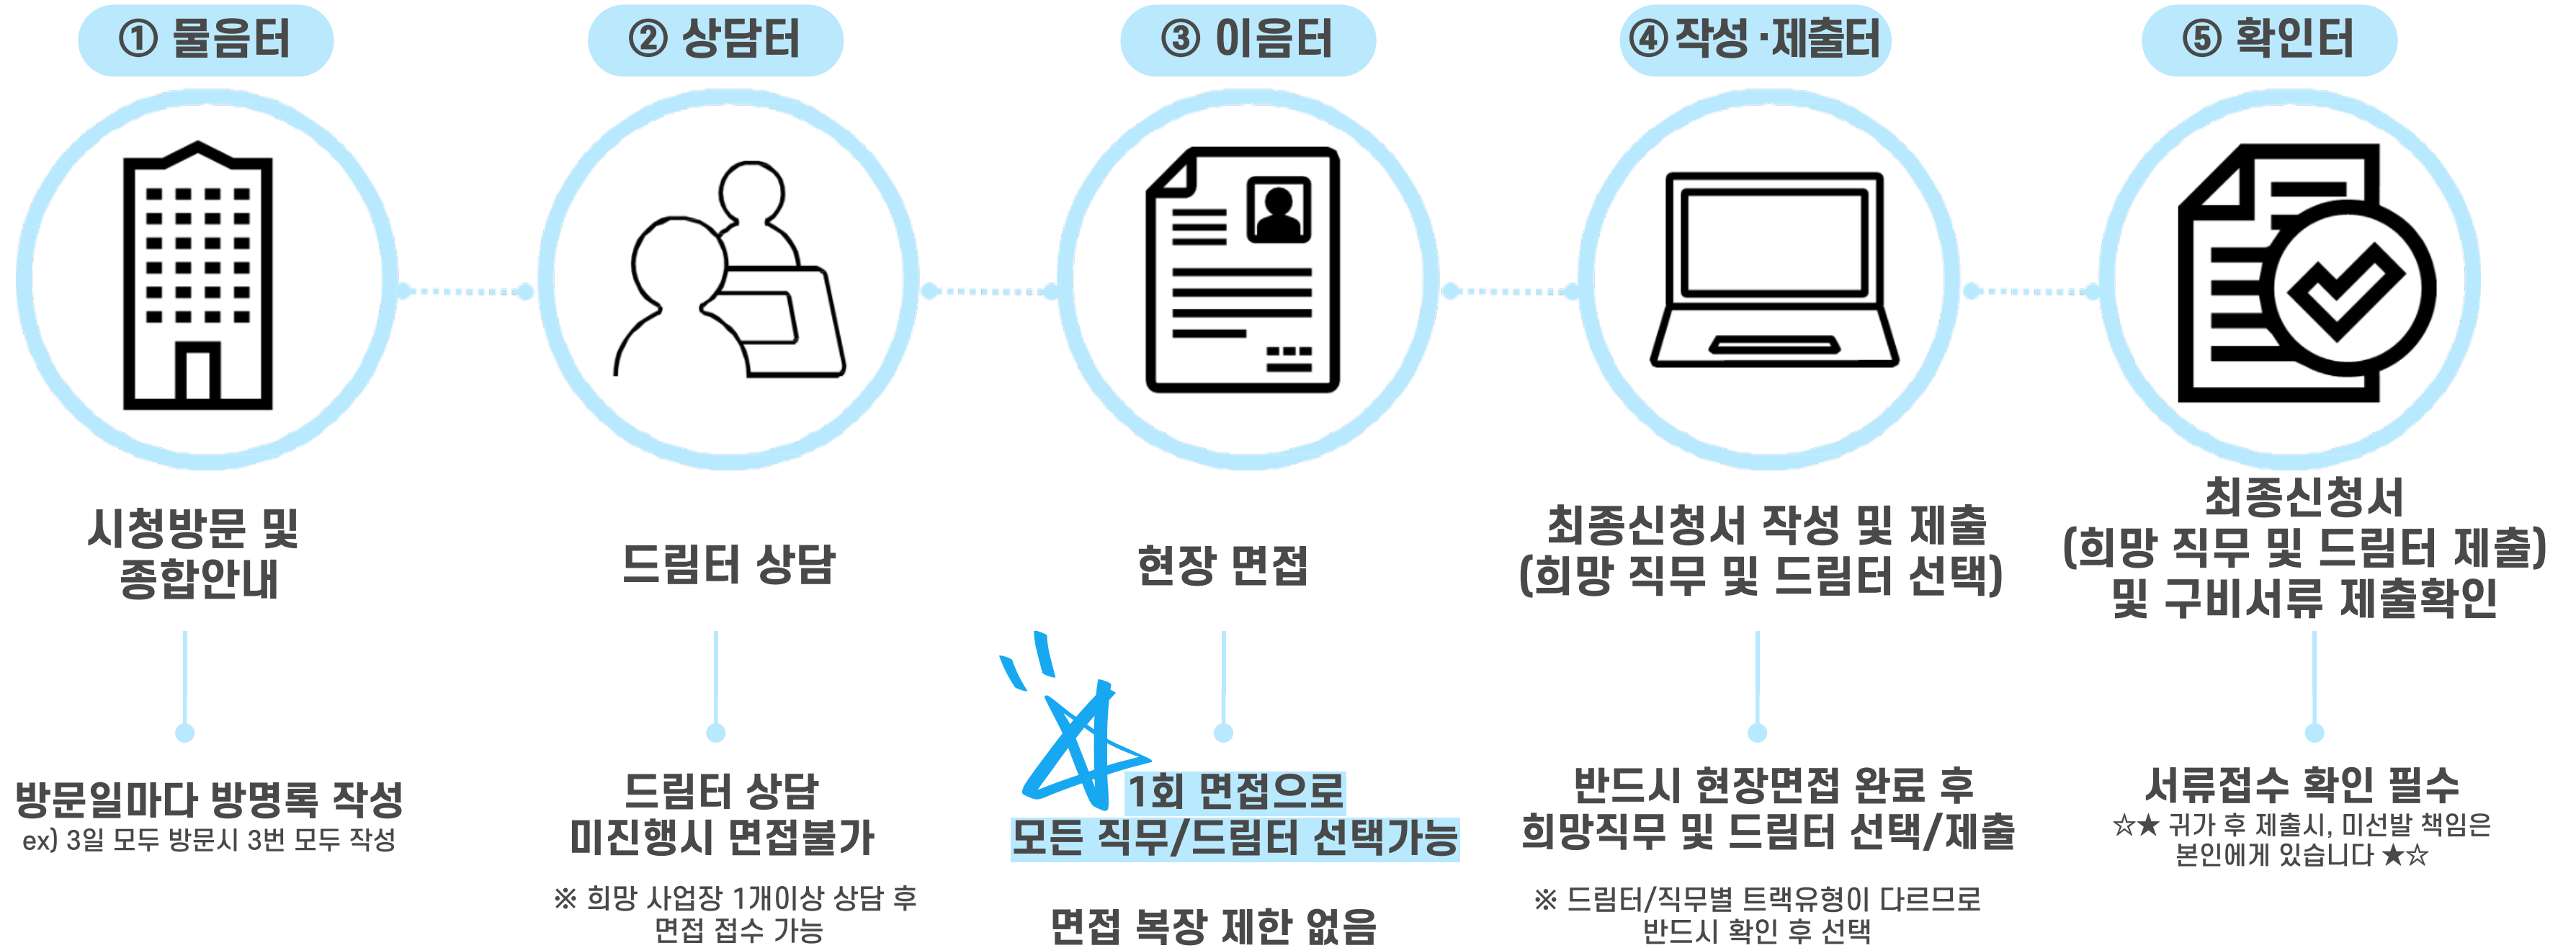 ① 물음터
시청방문 및
종합안내
방문일마다 방명록 작성
ex) 3일 모두 방문시 3번 모두 작성
② 상담터
드림터 상담
드림터 상담
미진행시 면접불가
※ 희망 사업장 1개이상 상담 후
면접 접수 가능
③ 이음터
현장 면접
1회 면접으로
모든 직무/드림터 선택가능
면접 복장 제한 없음
④ 작성·제출터
최종신청서 작성 및 제출
(희망 직무 및 드림터 선택)
반드시 현장면접 완료 후
희망직무 및 드림터 선택/제출
※ 드림터/직무별 트랙유형이 다르므로
반드시 확인 후 선택
⑤ 확인터
최종신청서
(희망 직무 및 드림터 제출)
및 구비서류 제출확인
서류접수 확인 필수
☆★ 귀가 후 제출시, 미선발 책임은
본인에게 있습니다 ★☆